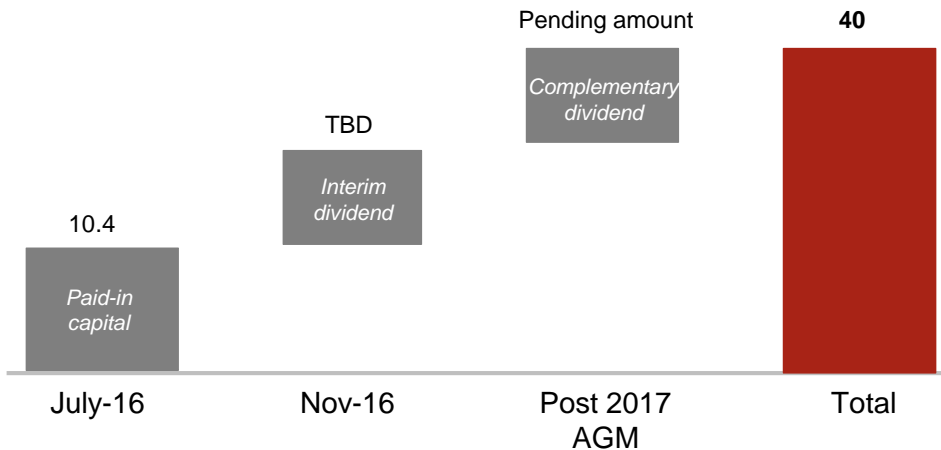 Pending amount
40
Complementary
dividend
TBD
Interim
dividend
10.4
Paid-in
capital
July-16
Nov-16
Post 2017
AGM
Total